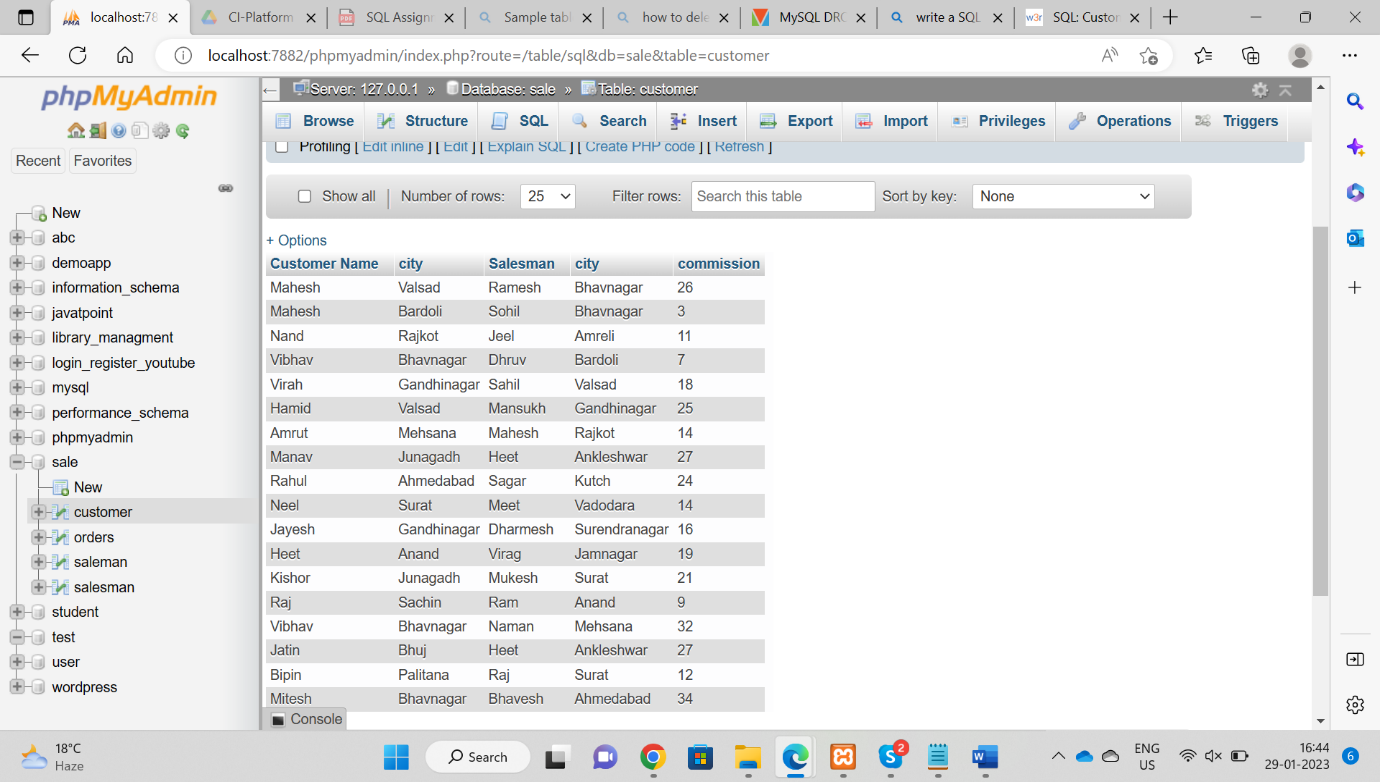 localhost:78
CI-Platform
SQL Assignm
Sample tabl
how to dele
MySQL DRO
write a SQL
w3r SQL: Custor
localhost:7882/phpmyadmin/index.php?route=/table/sql&db=sale&table=customer
phpMyAdmin
Recent Favorites
New
abc
demoapp
information_schema
javatpoint
library_managment
login_register_youtube
mysql
performance_schema
phpmyadmin
sale
New
customer
orders
saleman
salesman
student
test
user
wordpress
Server: 127.0.0.1 » Database: sale » Table: customer
Browse Structure SQL Search Insert Export Import Privileges Operations Triggers
Profiling [ Edit inline ] [ Edit ] [ Explain SQL ] [ Create PHP code ] [ Refresh ]
Show all | Number of rows: 25 Filter rows: Search this table Sort by key: None
+ Options
Customer Name city Salesman city commission
Mahesh Valsad Ramesh Bhavnagar 26
Mahesh Bardoli Sohil Bhavnagar 3
Nand Rajkot Jeel Amreli 11
Vibhav Bhavnagar Dhruv Bardoli 7
Virah Gandhinagar Sahil Valsad 18
Hamid Valsad Mansukh Gandhinagar 25
Amrut Mehsana Mahesh Rajkot 14
Manav Junagadh Heet Ankleshwar 27
Rahul Ahmedabad Sagar Kutch 24
Neel Surat Meet Vadodara 14
Jayesh Gandhinagar Dharmesh Surendranagar 16
Heet Anand Virag Jamnagar 19
Kishor Junagadh Mukesh Surat 21
Raj Sachin Ram Anand 9
Vibhav Bhavnagar Naman Mehsana 32
Jatin Bhuj Heet Ankleshwar 27
Bipin Palitana Raj Surat 12
Mitesh Bhavnagar Bhavesh Ahmedabad 34
Console
18°C
Haze
Search
2
ENG
US
16:44
29-01-2023
6